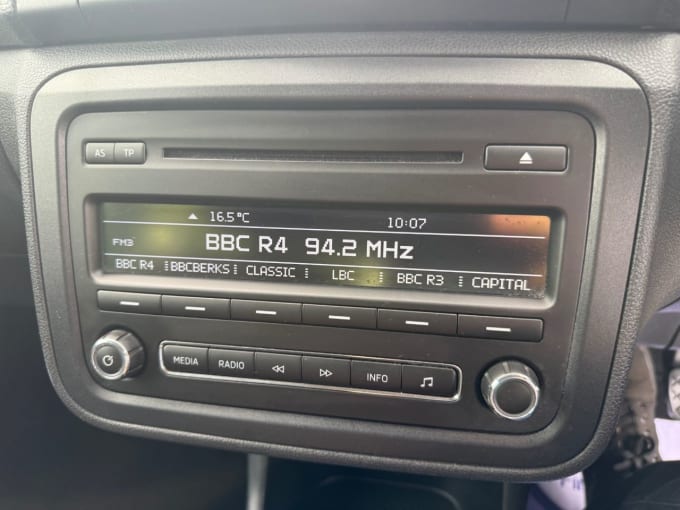 AS TP
16.5°C 10:07
FM3 BBC R4 94.2 MHz
BBC R4 BBCBERKS CLASSIC LBC BBC R3 CAPITAL
MEDIA RADIO INFO